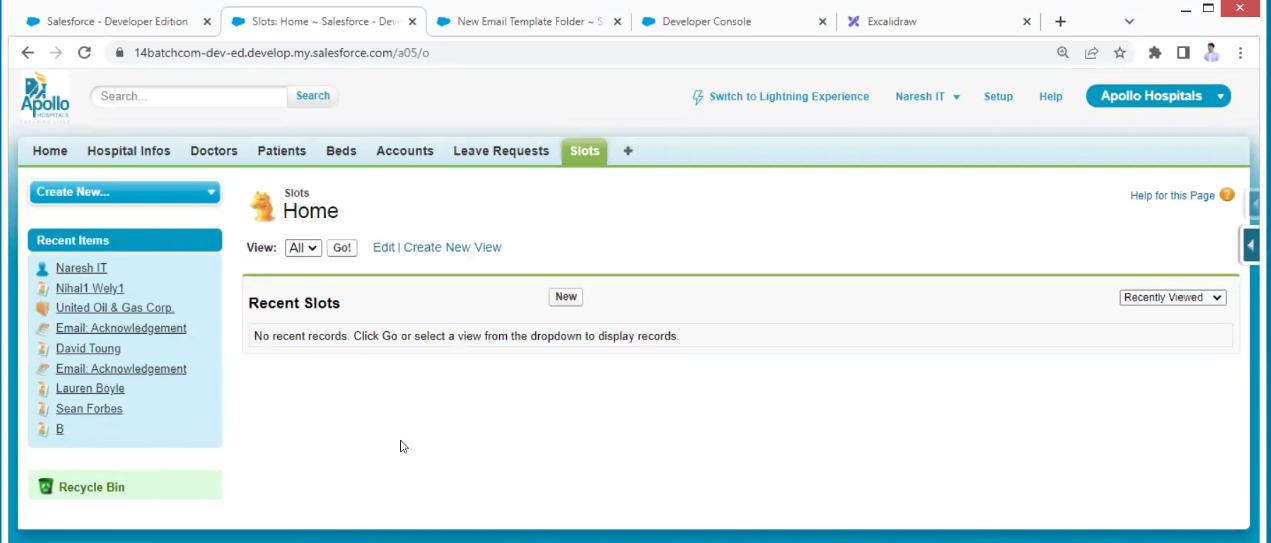 Salesforce - Developer Edition
Slots: Home ~ Salesforce - Deve
New Email Template Folder ~ S
Developer Console
Excalidraw
14batchcom-dev-ed.develop.my.salesforce.com/a05/o
Apollo
HOSPITALS
Search...
Search
Switch to Lightning Experience
Naresh IT
Setup
Help
Apollo Hospitals
Home
Hospital Infos
Doctors
Patients
Beds
Accounts
Leave Requests
Slots
+
Create New...
Slots
Home
Help for this Page ?
Recent Items
View: All Go! Edit | Create New View
Naresh IT
Nihal1 Wely1
United Oil & Gas Corp.
Email: Acknowledgement
David Toung
Email: Acknowledgement
Lauren Boyle
Sean Forbes
B
Recent Slots
New
Recently Viewed
No recent records. Click Go or select a view from the dropdown to display records.
Recycle Bin